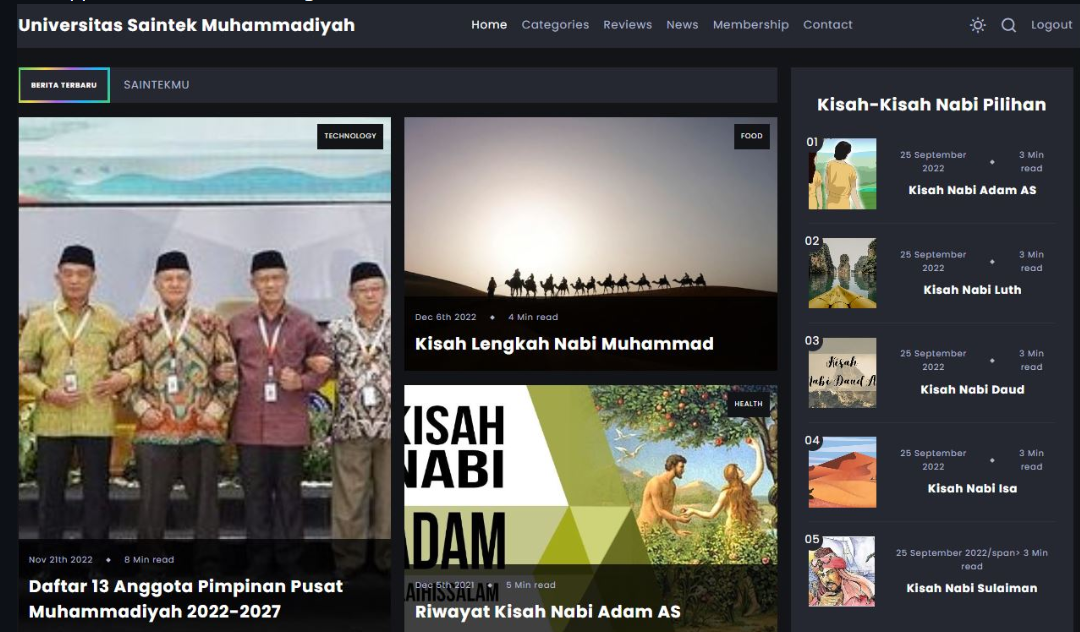 Universitas Saintek Muhammadiyah
Home Categories Reviews News Membership Contact
Logout
BERITA TERBARU
SAINTEKMU
TECHNOLOGY
Nov 21th 2022 ◆ 8 Min read
Daftar 13 Anggota Pimpinan Pusat
Muhammadiyah 2022-2027
FOOD
Dec 6th 2022 ◆ 4 Min read
Kisah Lengkah Nabi Muhammad
HEALTH
KISAH
NABI
ADAM
ALAIHISSALAM
Dec 5th 2021 ◆ 5 Min read
Riwayat Kisah Nabi Adam AS
Kisah-Kisah Nabi Pilihan
01
25 September
2022
◆
3 Min
read
Kisah Nabi Adam AS
02
25 September
2022
◆
3 Min
read
Kisah Nabi Luth
03
Kisah
Nabi Daud A
25 September
2022
◆
3 Min
read
Kisah Nabi Daud
04
25 September
2022
◆
3 Min
read
Kisah Nabi Isa
05
25 September 2022/span> 3 Min
read
Kisah Nabi Sulaiman